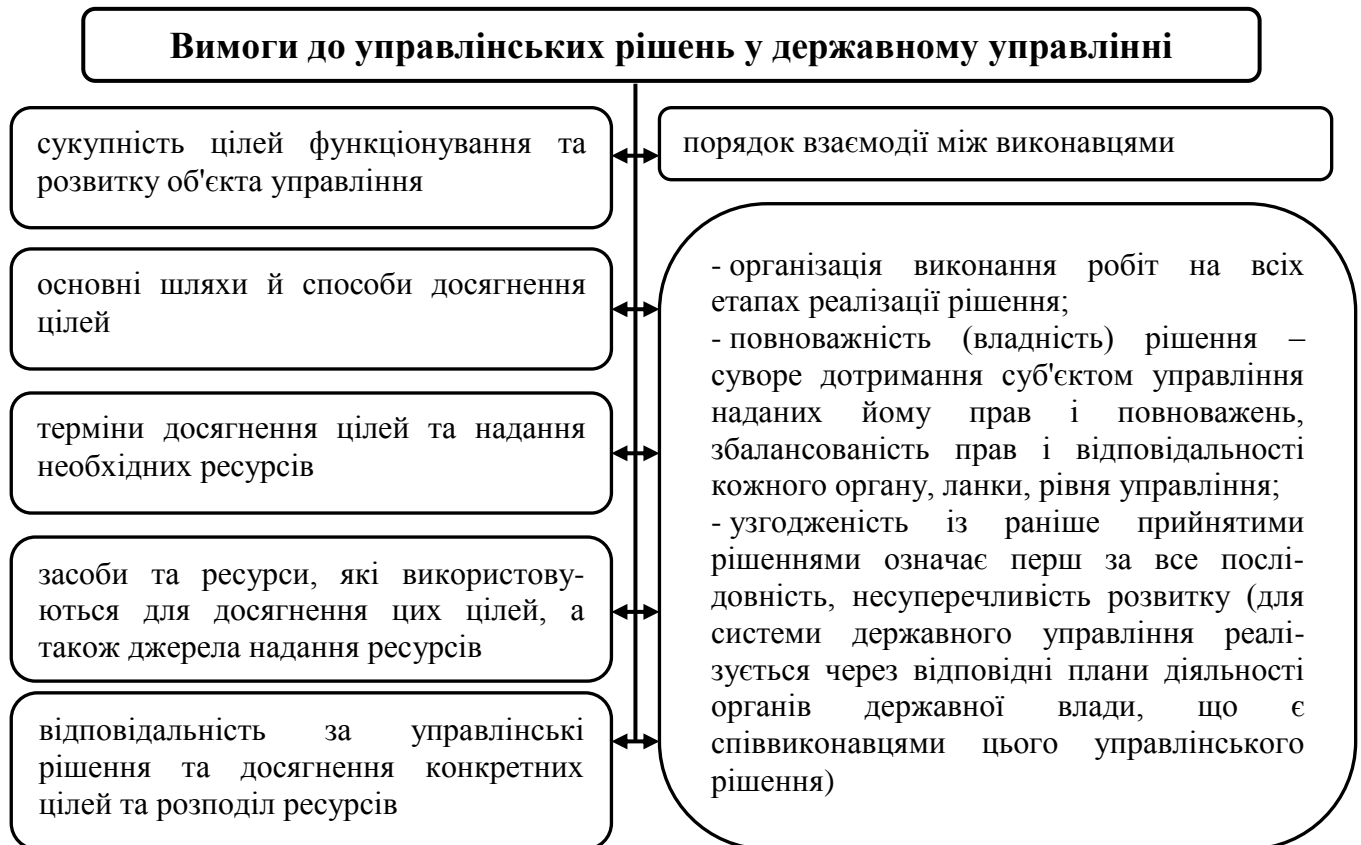 Вимоги до управлінських рішень у державному управлінні
сукупність цілей функціонування та
розвитку об'єкта управління
основні шляхи й способи досягнення
цілей
терміни досягнення цілей та надання
необхідних ресурсів
засоби та ресурси, які використову-
ються для досягнення цих цілей, а
також джерела надання ресурсів
відповідальність за управлінські
рішення та досягнення конкретних
цілей та розподіл ресурсів
порядок взаємодії між виконавцями
- організація виконання робіт на всіх
етапах реалізації рішення;
- повноважність (владність) рішення –
суворе дотримання суб'єктом управління
наданих йому прав і повноважень,
збалансованість прав і відповідальності
кожного органу, ланки, рівня управління;
- узгодженість із раніше прийнятими
рішеннями означає перш за все послі-
довність, несуперечливість розвитку (для
системи державного управління реалі-
зується через відповідні плани діяльності
органів державної влади, що є
співвиконавцями цього управлінського
рішення)